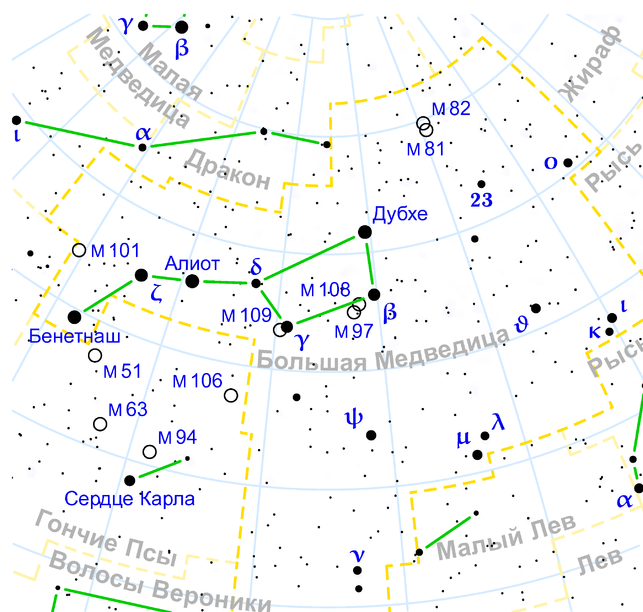 γ
β
Малая
Медведица
Жираф
M 82
M 81
ι
α
Дракон
ο
Рысь
23
Дубхе
M 101
Алиот
δ
ζ
M 108
β
M 109
γ
M 97
ϑ
ι
κ
Бенетнаш
Большая Медведица
Рысь
M 51
M 106
M 63
ψ
λ
μ
M 94
Сердце Карла
α
Гончие Псы
Малый Лев
Лев
ν
Волосы Вероники